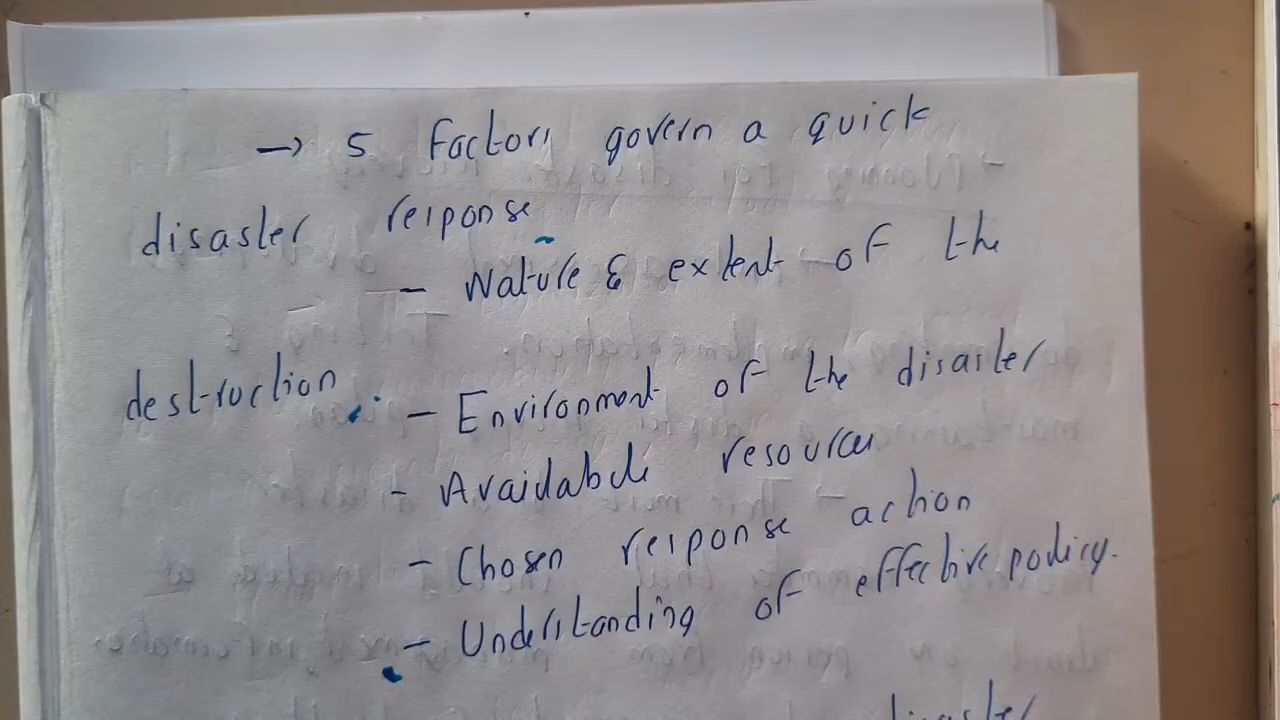 → 5 Factors govern a quick
disaster response
- Nature & extent of the
destruction.
- Environment of the disaster
- Available resources
- Chosen response action
- Understanding of effective policy.
disaster